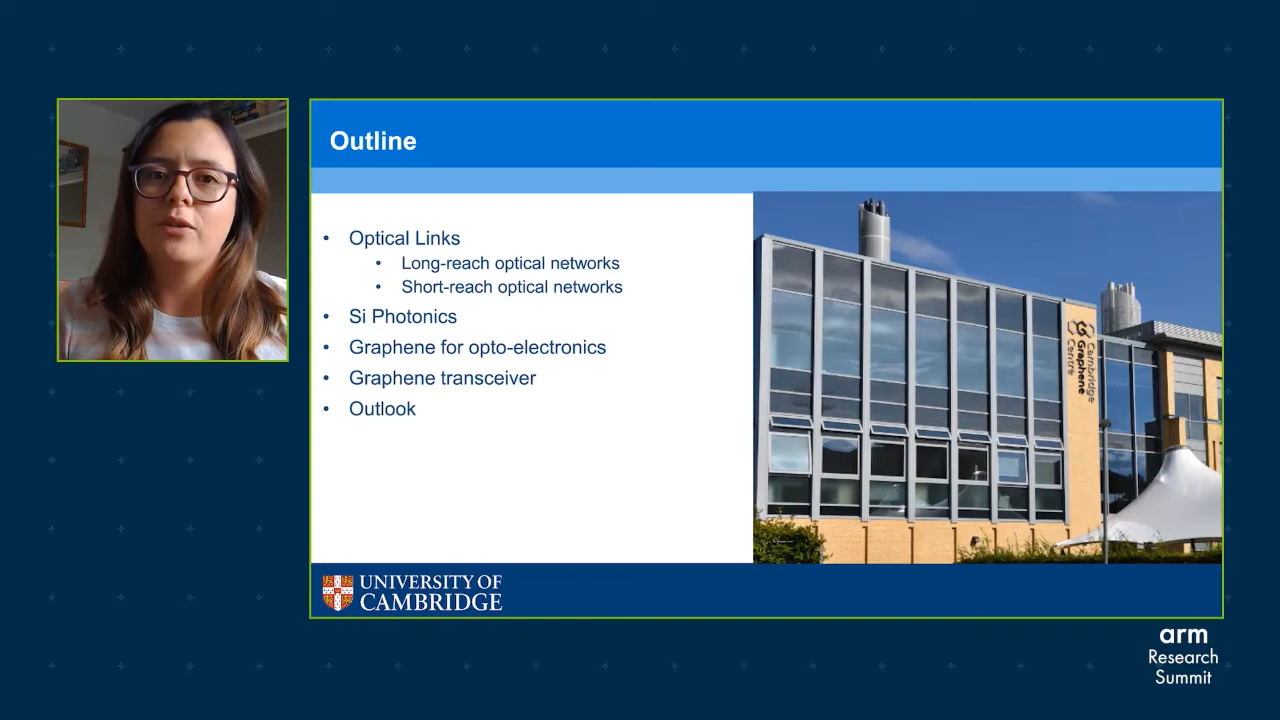 Outline
• Optical Links
• Long-reach optical networks
• Short-reach optical networks
• Si Photonics
• Graphene for opto-electronics
• Graphene transceiver
• Outlook
Cambridge
Graphene
Centre
UNIVERSITY OF
CAMBRIDGE
arm
Research
Summit